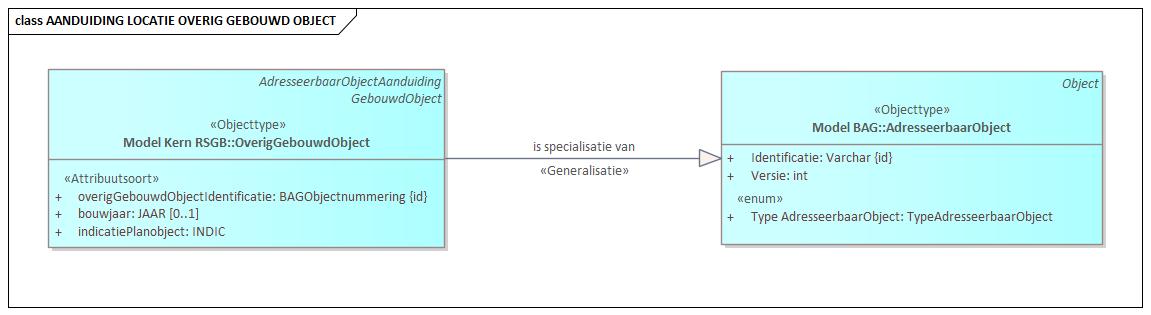 class AANDUIDING LOCATIE OVERIG GEBOUWD OBJECT
AdresseerbaarObjectAanduiding
GebouwdObject
«Objecttype»
Model Kern RSGB::OverigGebouwdObject
«Attribuutsoort»
+ overigGebouwdObjectIdentificatie: BAGObjectnummering {id}
+ bouwjaar: JAAR [0..1]
+ indicatiePlanobject: INDIC
is specialisatie van
«Generalisatie»
Object
«Objecttype»
Model BAG::AdresseerbaarObject
+ Identificatie: Varchar {id}
+ Versie: int
«enum»
+ Type AdresseerbaarObject: TypeAdresseerbaarObject